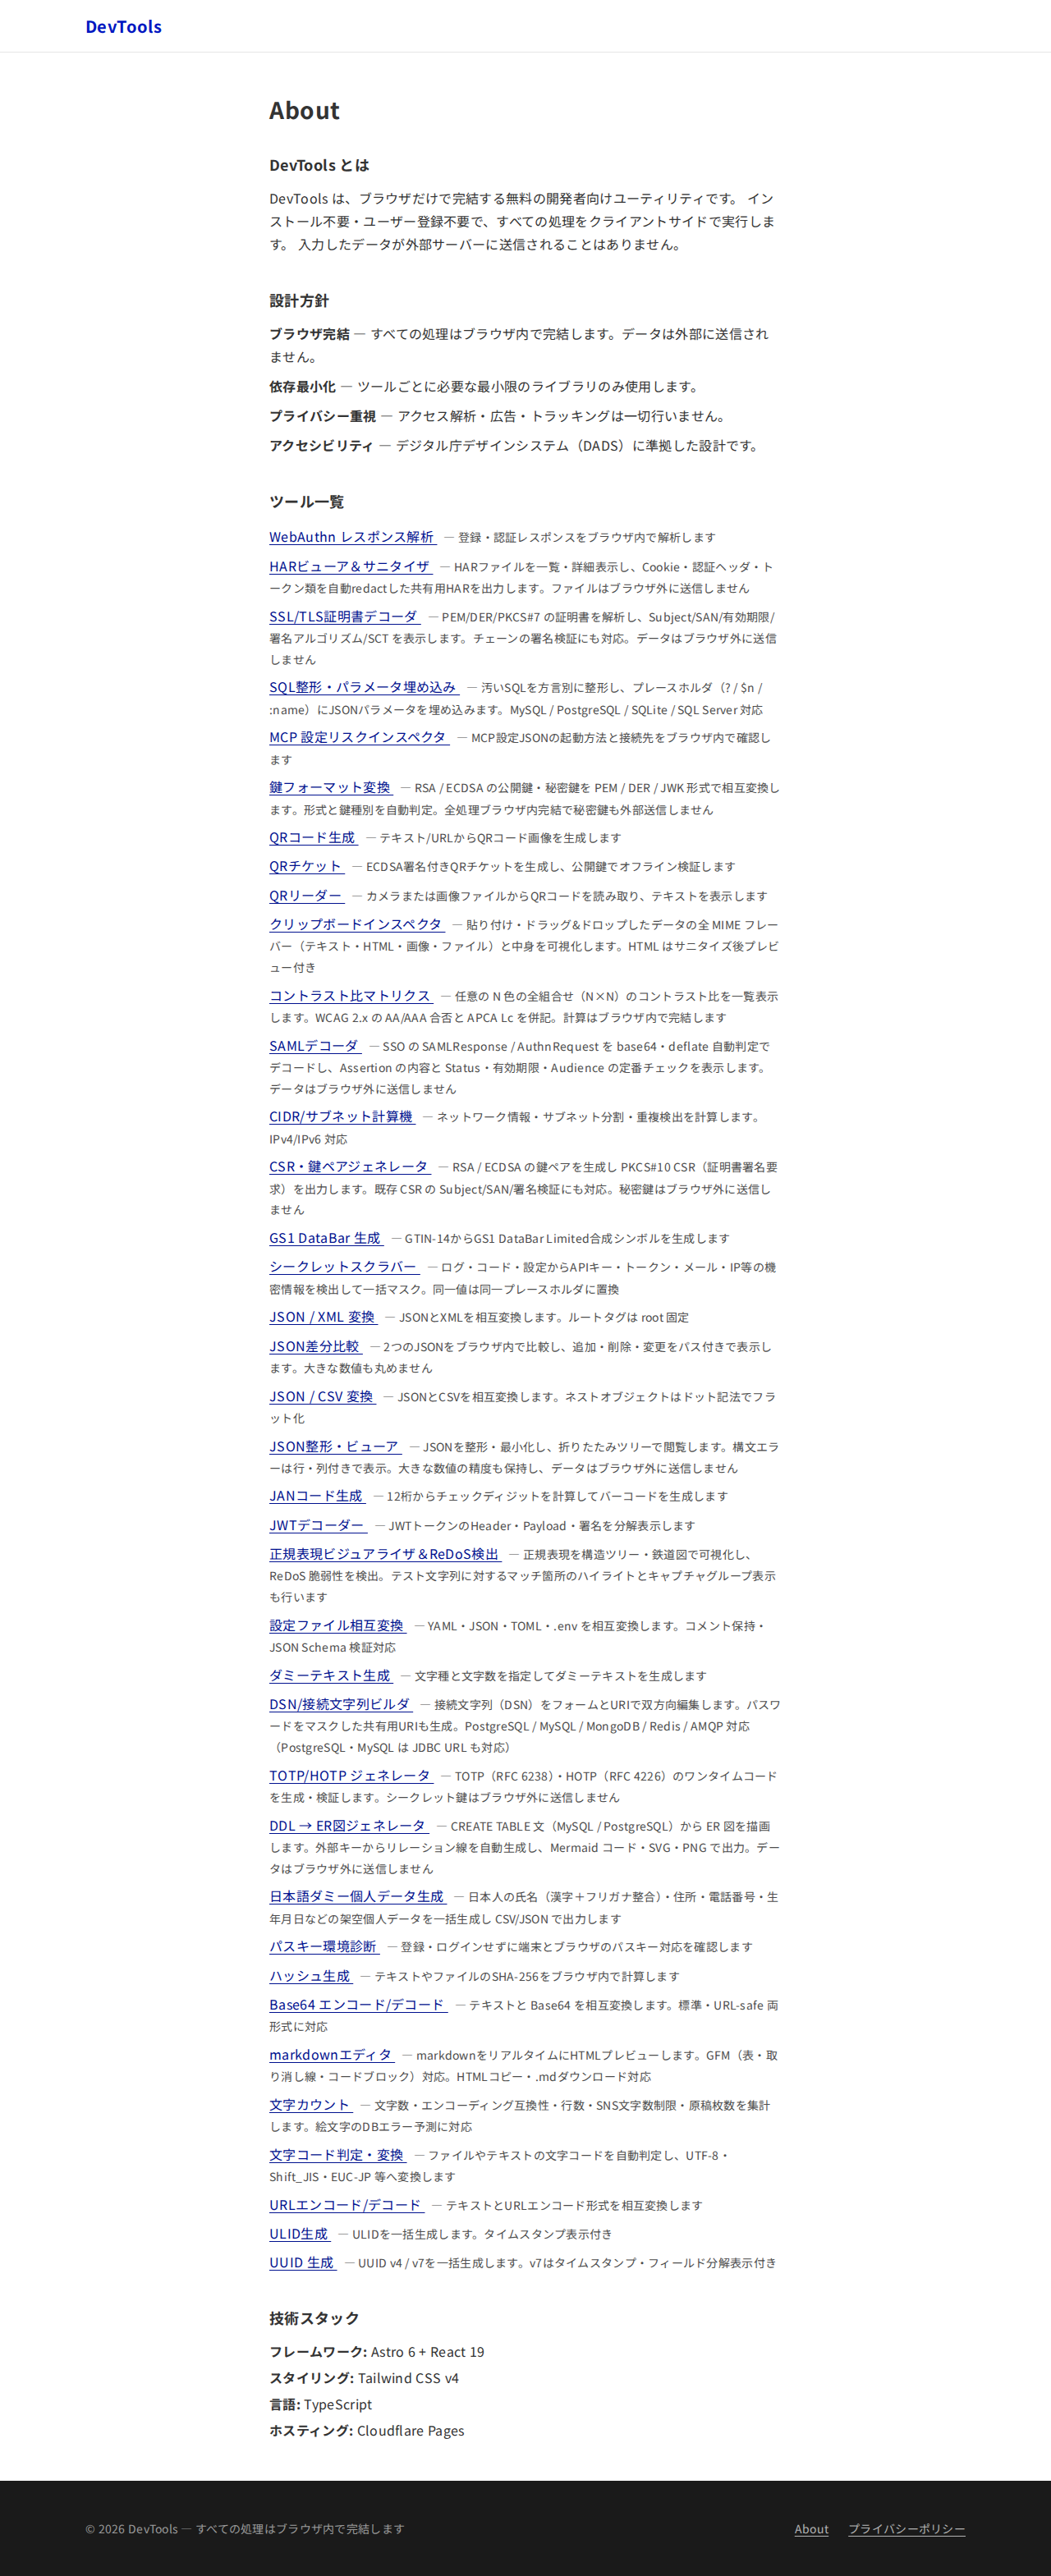 DevTools
About
DevTools とは
DevTools は、ブラウザだけで完結する無料の開発者向けユーティリティです。 イン
ストール不要・ユーザー登録不要で、すべての処理をクライアントサイドで実行しま
す。 入力したデータが外部サーバーに送信されることはありません。
設計方針
ブラウザ完結 — すべての処理はブラウザ内で完結します。データは外部に送信され
ません。
依存最小化 — ツールごとに必要な最小限のライブラリのみ使用します。
プライバシー重視 — アクセス解析・広告・トラッキングは一切行いません。
アクセシビリティ — デジタル庁デザインシステム（DADS）に準拠した設計です。
ツール一覧
WebAuthn レスポンス解析 — 登録・認証レスポンスをブラウザ内で解析します
HARビューア＆サニタイザ — HARファイルを一覧・詳細表示し、Cookie・認証ヘッダ・ト
ークン類を自動redactした共有用HARを出力します。ファイルはブラウザ外に送信しません
SSL/TLS証明書デコーダ — PEM/DER/PKCS#7 の証明書を解析し、Subject/SAN/有効期限/
署名アルゴリズム/SCT を表示します。チェーンの署名検証にも対応。データはブラウザ外に送信
しません
SQL整形・パラメータ埋め込み — 汚いSQLを方言別に整形し、プレースホルダ（? / $n /
:name）にJSONパラメータを埋め込みます。MySQL / PostgreSQL / SQLite / SQL Server 対応
MCP 設定リスクインスペクタ — MCP設定JSONの起動方法と接続先をブラウザ内で確認し
ます
鍵フォーマット変換 — RSA / ECDSA の公開鍵・秘密鍵を PEM / DER / JWK 形式で相互変換し
ます。形式と鍵種別を自動判定。全処理ブラウザ内完結で秘密鍵も外部送信しません
QRコード生成 — テキスト/URLからQRコード画像を生成します
QRチケット — ECDSA署名付きQRチケットを生成し、公開鍵でオフライン検証します
QRリーダー — カメラまたは画像ファイルからQRコードを読み取り、テキストを表示します
クリップボードインスペクタ — 貼り付け・ドラッグ&ドロップしたデータの全 MIME フレー
バー（テキスト・HTML・画像・ファイル）と中身を可視化します。HTML はサニタイズ後プレビ
ュー付き
コントラスト比マトリクス — 任意の N 色の全組合せ（N×N）のコントラスト比を一覧表示
します。WCAG 2.x の AA/AAA 合否と APCA Lc を併記。計算はブラウザ内で完結します
SAMLデコーダ — SSO の SAMLResponse / AuthnRequest を base64・deflate 自動判定で
デコードし、Assertion の内容と Status・有効期限・Audience の定番チェックを表示します。
データはブラウザ外に送信しません
CIDR/サブネット計算機 — ネットワーク情報・サブネット分割・重複検出を計算します。
IPv4/IPv6 対応
CSR・鍵ペアジェネレータ — RSA / ECDSA の鍵ペアを生成し PKCS#10 CSR（証明書署名要
求）を出力します。既存 CSR の Subject/SAN/署名検証にも対応。秘密鍵はブラウザ外に送信し
ません
GS1 DataBar 生成 — GTIN-14からGS1 DataBar Limited合成シンボルを生成します
シークレットスクラバー — ログ・コード・設定からAPIキー・トークン・メール・IP等の機
密情報を検出して一括マスク。同一値は同一プレースホルダに置換
JSON / XML 変換 — JSONとXMLを相互変換します。ルートタグは root 固定
JSON差分比較 — 2つのJSONをブラウザ内で比較し、追加・削除・変更をパス付きで表示し
ます。大きな数値も丸めません
JSON / CSV 変換 — JSONとCSVを相互変換します。ネストオブジェクトはドット記法でフラ
ット化
JSON整形・ビューア — JSONを整形・最小化し、折りたたみツリーで閲覧します。構文エラ
ーは行・列付きで表示。大きな数値の精度も保持し、データはブラウザ外に送信しません
JANコード生成 — 12桁からチェックディジットを計算してバーコードを生成します
JWTデコーダー — JWTトークンのHeader・Payload・署名を分解表示します
正規表現ビジュアライザ＆ReDoS検出 — 正規表現を構造ツリー・鉄道図で可視化し、
ReDoS 脆弱性を検出。テスト文字列に対するマッチ箇所のハイライトとキャプチャグループ表示
も行います
設定ファイル相互変換 — YAML・JSON・TOML・.env を相互変換します。コメント保持・
JSON Schema 検証対応
ダミーテキスト生成 — 文字種と文字数を指定してダミーテキストを生成します
DSN/接続文字列ビルダ — 接続文字列（DSN）をフォームとURIで双方向編集します。パスワ
ードをマスクした共有用URIも生成。PostgreSQL / MySQL / MongoDB / Redis / AMQP 対応
（PostgreSQL・MySQL は JDBC URL も対応）
TOTP/HOTP ジェネレータ — TOTP（RFC 6238）・HOTP（RFC 4226）のワンタイムコード
を生成・検証します。シークレット鍵はブラウザ外に送信しません
DDL → ER図ジェネレータ — CREATE TABLE 文（MySQL / PostgreSQL）から ER 図を描画
します。外部キーからリレーション線を自動生成し、Mermaid コード・SVG・PNG で出力。デー
タはブラウザ外に送信しません
日本語ダミー個人データ生成 — 日本人の氏名（漢字＋フリガナ整合）・住所・電話番号・生
年月日などの架空個人データを一括生成し CSV/JSON で出力します
パスキー環境診断 — 登録・ログインせずに端末とブラウザのパスキー対応を確認します
ハッシュ生成 — テキストやファイルのSHA-256をブラウザ内で計算します
Base64 エンコード/デコード — テキストと Base64 を相互変換します。標準・URL-safe 両
形式に対応
markdownエディタ — markdownをリアルタイムにHTMLプレビューします。GFM（表・取
り消し線・コードブロック）対応。HTMLコピー・.mdダウンロード対応
文字カウント — 文字数・エンコーディング互換性・行数・SNS文字数制限・原稿枚数を集計
します。絵文字のDBエラー予測に対応
文字コード判定・変換 — ファイルやテキストの文字コードを自動判定し、UTF-8・
Shift_JIS・EUC-JP 等へ変換します
URLエンコード/デコード — テキストとURLエンコード形式を相互変換します
ULID生成 — ULIDを一括生成します。タイムスタンプ表示付き
UUID 生成 — UUID v4 / v7を一括生成します。v7はタイムスタンプ・フィールド分解表示付き
技術スタック
フレームワーク: Astro 6 + React 19
スタイリング: Tailwind CSS v4
言語: TypeScript
ホスティング: Cloudflare Pages
© 2026 DevTools — すべての処理はブラウザ内で完結します
About プライバシーポリシー